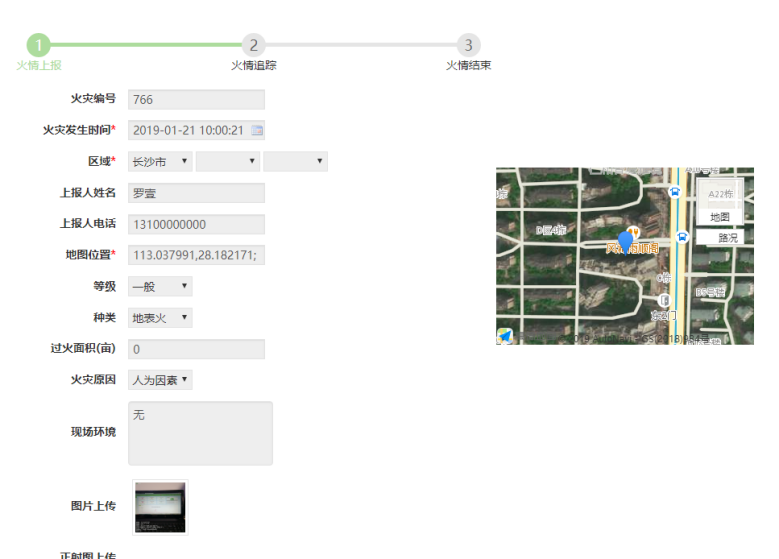 1 2 3
火情上报 火情追踪 火情结束
火灾编号 766
火灾发生时间* 2019-01-21 10:00:21
区域* 长沙市
上报人姓名 罗壹
上报人电话 13100000000
地图位置* 113.037991,28.182171;
等级 一般
种类 地表火
过火面积(亩) 0
火灾原因 人为因素
现场环境 无
图片上传
正射图上传
A22栋
地图
路况
D5号楼